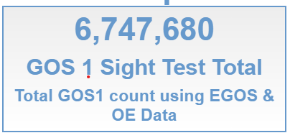 6,747,680
GOS 1 Sight Test Total
Total GOS1 count using EGOS &
OE Data